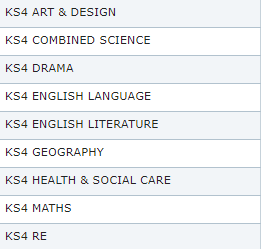 KS4 ART & DESIGN
KS4 COMBINED SCIENCE
KS4 DRAMA
KS4 ENGLISH LANGUAGE
KS4 ENGLISH LITERATURE
KS4 GEOGRAPHY
KS4 HEALTH & SOCIAL CARE
KS4 MATHS
KS4 RE